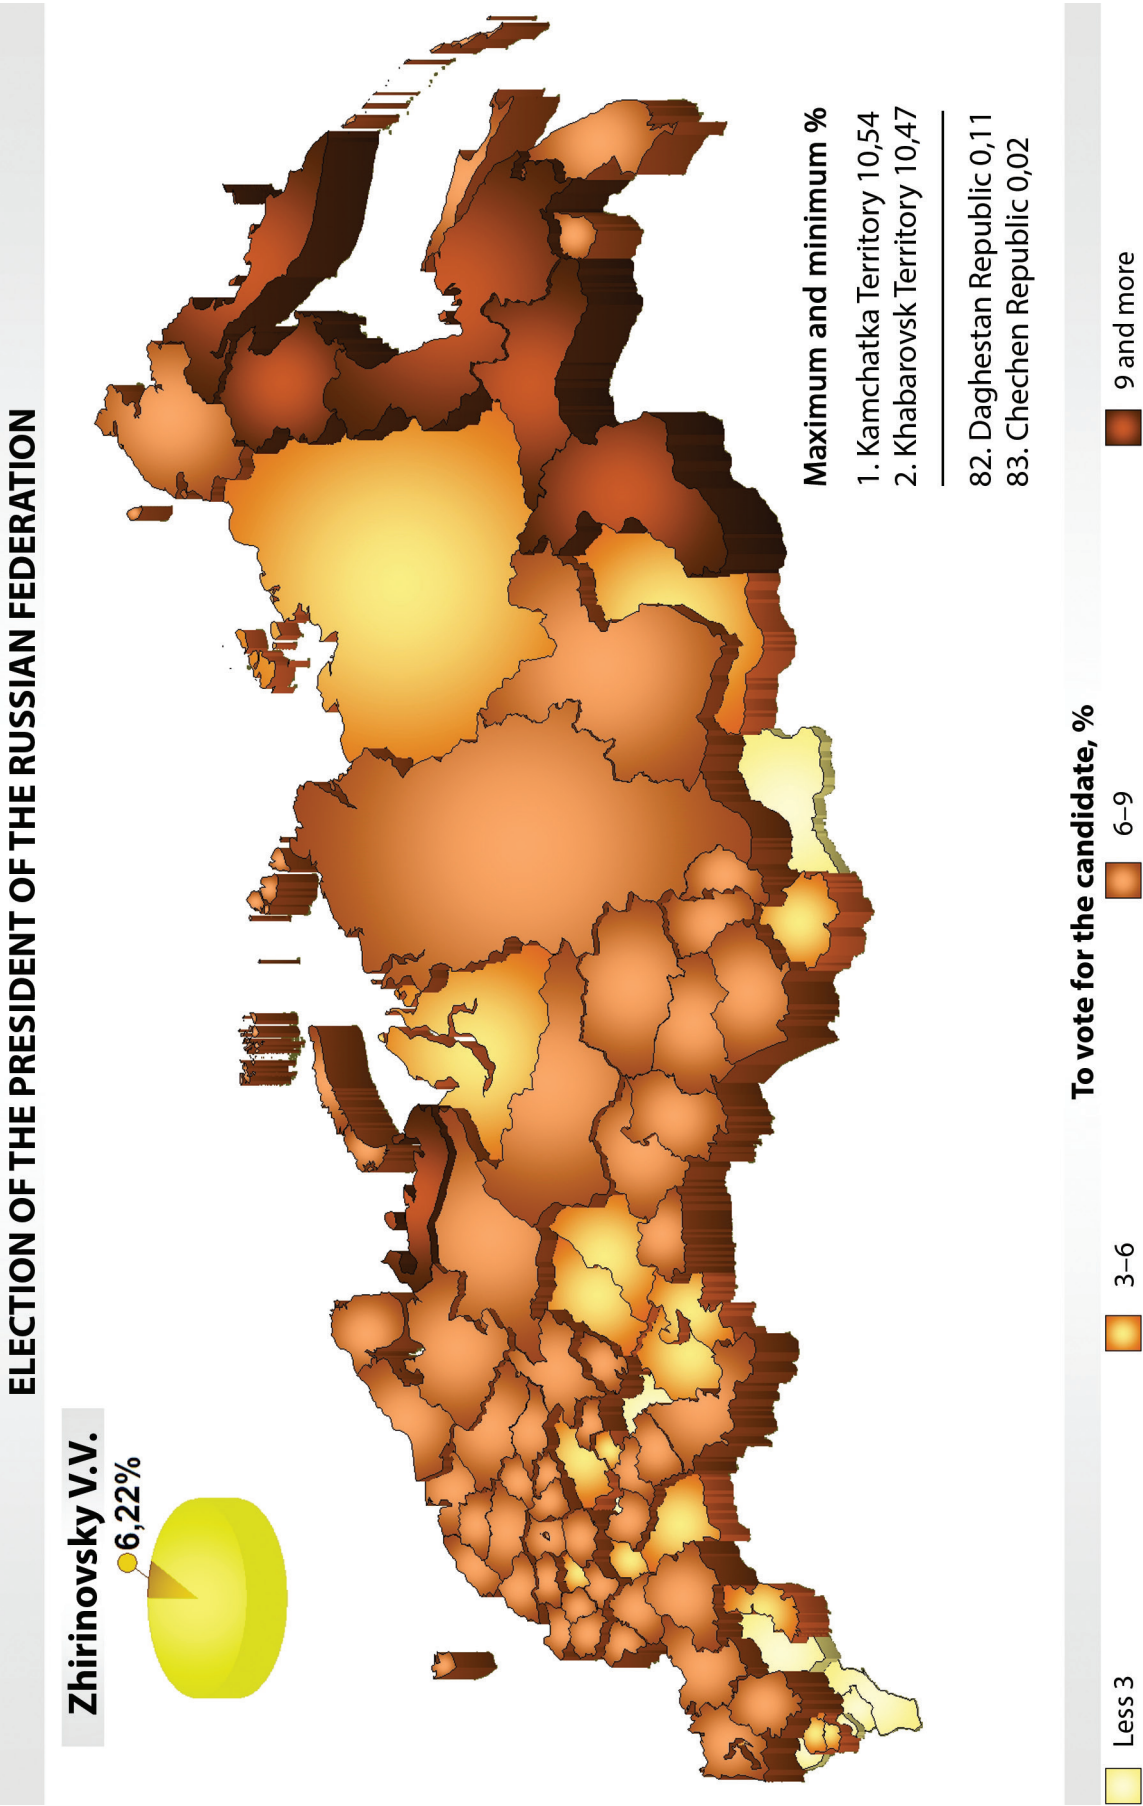 ELECTION OF THE PRESIDENT OF THE RUSSIAN FEDERATION
Zhirinovsky V.V.
6,22%
Maximum and minimum %
1. Kamchatka Territory 10,54
2. Khabarovsk Territory 10,47
82. Daghestan Republic 0,11
83. Chechen Republic 0,02
To vote for the candidate, %
Less 3
3–6
6–9
9 and more